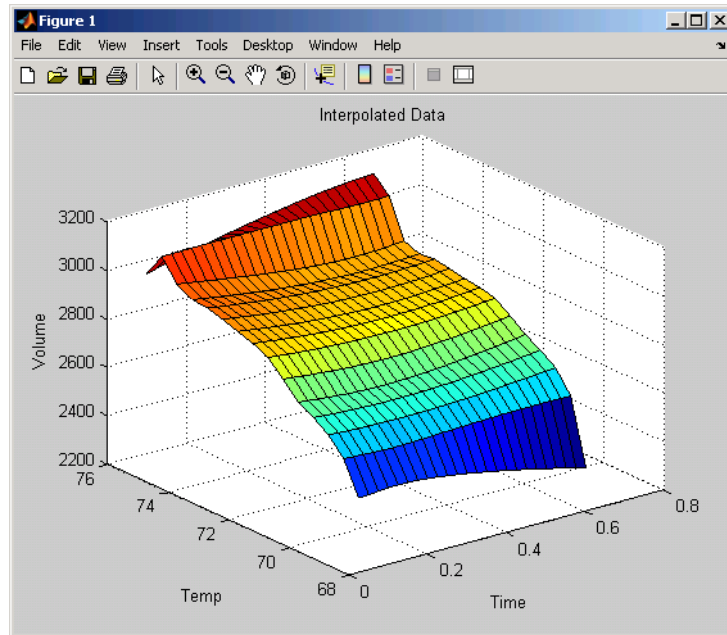 Figure 1
File Edit View Insert Tools Desktop Window Help
Interpolated Data
3200
3000
2800
2600
2400
2200
Volume
76
74
72
70
68
Temp
0
0.2
0.4
0.6
0.8
Time